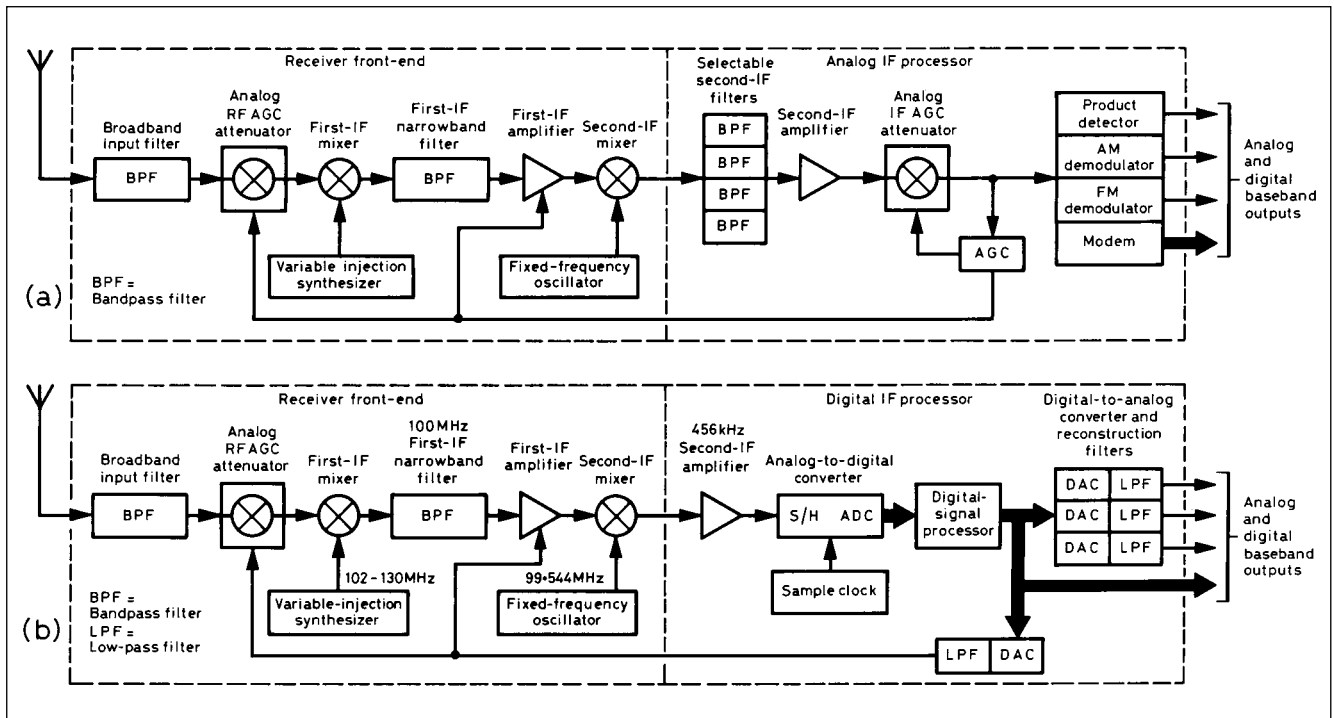 Receiver front-end
Analog IF processor
Broadband
input filter
BPF
Analog
RF AGC
attenuator
First-IF
mixer
First-IF
narrowband
filter
BPF
First-IF
amplifier
Second-IF
mixer
Selectable
second-IF
filters
BPF
BPF
BPF
BPF
Second-IF
amplifier
Analog
IF AGC
attenuator
AGC
Product
detector
AM
demodulator
FM
demodulator
Modem
Analog
and
digital
baseband
outputs
Variable injection
synthesizer
Fixed-frequency
oscillator
(a)
BPF =
Bandpass filter
Receiver front-end
Digital IF processor
Broadband
input filter
BPF
Analog
RF AGC
attenuator
First-IF
mixer
100MHz
First-IF
narrowband
filter
BPF
First-IF
amplifier
Second-IF
mixer
456kHz
Second-IF
amplifier
Analog-to-digital
converter
S/H ADC
Sample clock
Digital-
signal
processor
Digital-to-analog
converter and
reconstruction
filters
DAC LPF
DAC LPF
DAC LPF
Analog
and
digital
baseband
outputs
102-130MHz
Variable-injection
synthesizer
99•544MHz
Fixed-frequency
oscillator
LPF DAC
(b)
BPF =
Bandpass filter
LPF =
Low-pass filter